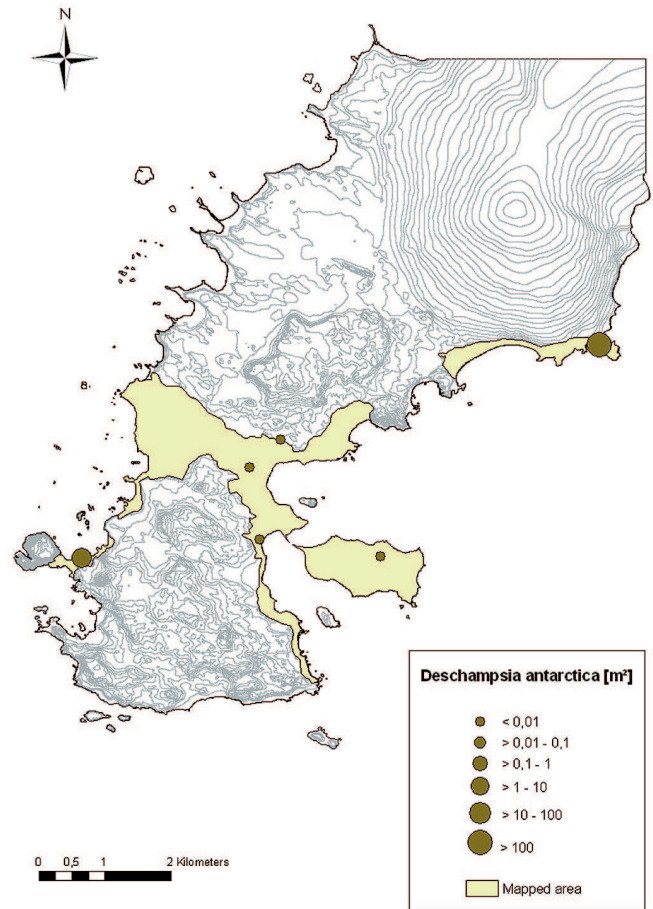 N
Deschampsia antarctica [m²]
< 0,01
> 0,01 - 0,1
> 0,1 - 1
> 1 - 10
> 10 - 100
> 100
Mapped area
0 0,5 1 2 Kilometers